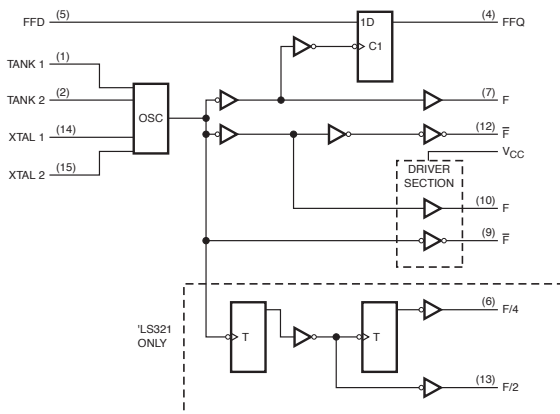 FFD (5) 1D (4) FFQ
C1
TANK 1 (1)
TANK 2 (2) (7) F
OSC
XTAL 1 (14) (12) F̅
V_CC
XTAL 2 (15) DRIVER
SECTION
(10) F
(9) F̅
'LS321
ONLY
(6) F/4
T T
(13) F/2